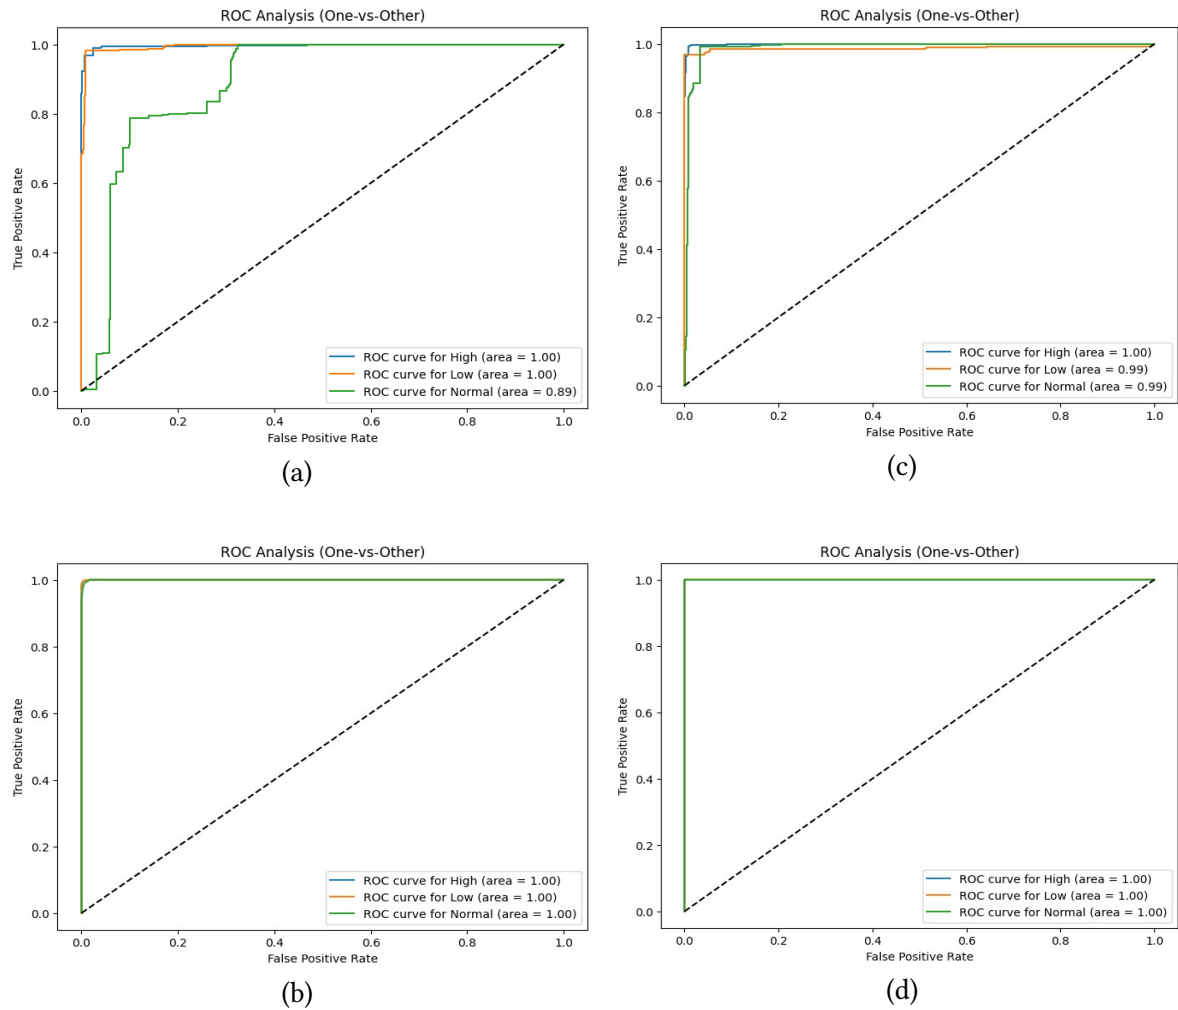 ROC Analysis (One-vs-Other)
1.0
0.8
0.6
0.4
0.2
0.0
True Positive Rate
ROC curve for High (area = 1.00)
ROC curve for Low (area = 1.00)
ROC curve for Normal (area = 0.89)
0.0 0.2 0.4 0.6 0.8 1.0
False Positive Rate
(a)
ROC Analysis (One-vs-Other)
1.0
0.8
0.6
0.4
0.2
0.0
True Positive Rate
ROC curve for High (area = 1.00)
ROC curve for Low (area = 0.99)
ROC curve for Normal (area = 0.99)
0.0 0.2 0.4 0.6 0.8 1.0
False Positive Rate
(c)
ROC Analysis (One-vs-Other)
1.0
0.8
0.6
0.4
0.2
0.0
True Positive Rate
ROC curve for High (area = 1.00)
ROC curve for Low (area = 1.00)
ROC curve for Normal (area = 1.00)
0.0 0.2 0.4 0.6 0.8 1.0
False Positive Rate
(b)
ROC Analysis (One-vs-Other)
1.0
0.8
0.6
0.4
0.2
0.0
True Positive Rate
ROC curve for High (area = 1.00)
ROC curve for Low (area = 1.00)
ROC curve for Normal (area = 1.00)
0.0 0.2 0.4 0.6 0.8 1.0
False Positive Rate
(d)